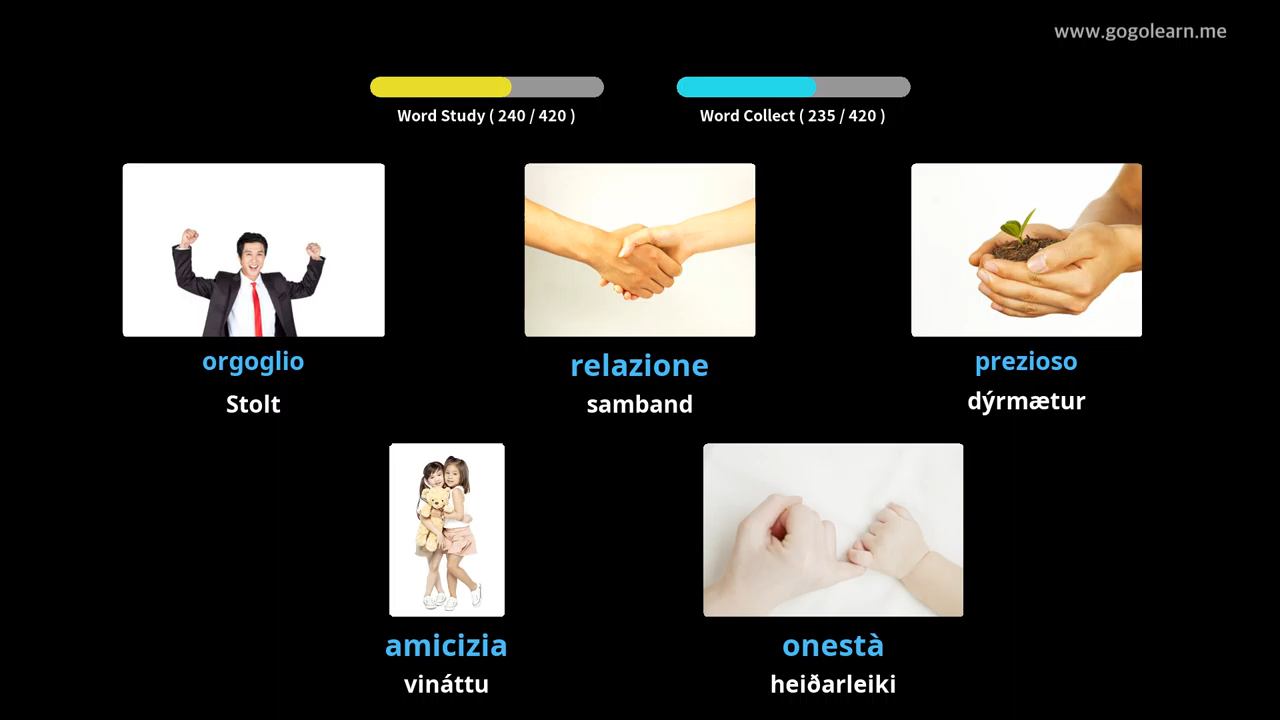 www.gogolearn.me
Word Study ( 240 / 420 )
Word Collect ( 235 / 420 )
orgoglio
Stolt
relazione
samband
prezioso
dýrmætur
amicizia
vináttu
onestà
heiðarleiki